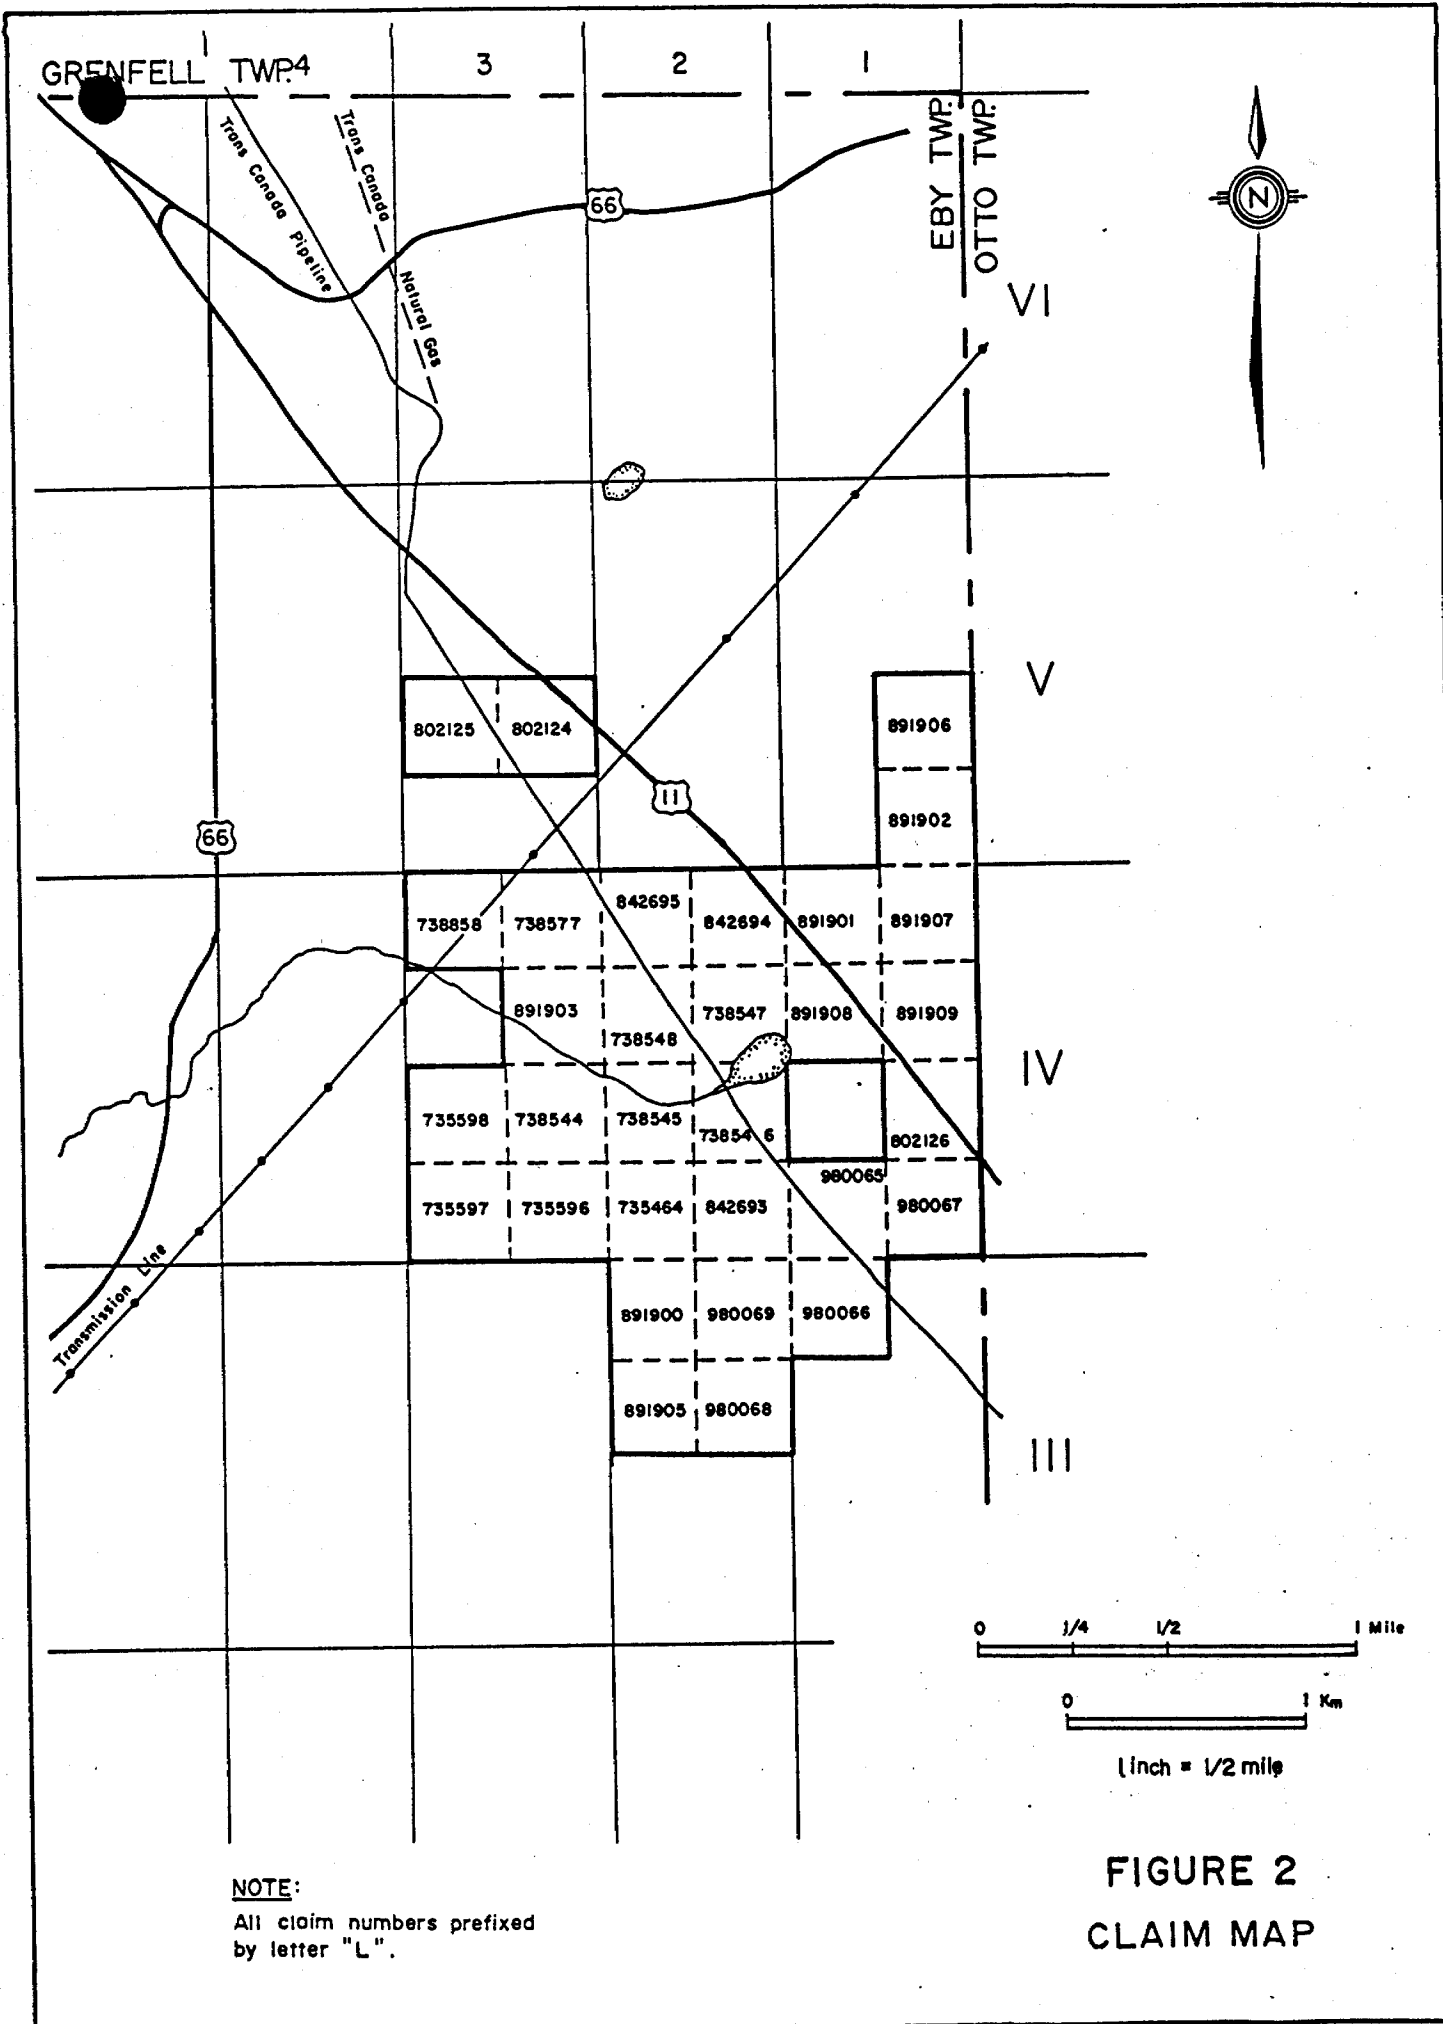 GRENFELL TWP. 4 3 2 1
EBY TWP.
OTTO TWP.
Trans Canada Pipeline
Trans Canada Natural Gas
66
N
VI
V
802125 802124 891906
11
891902
66
738858 738577 842695 842694 891901 891907
891903 738548 738547 891908 891909
IV
735598 738544 738545 738546 802126
980065
735597 735596 735464 842693 980067
Transmission Line
891900 980069 980066
891905 980068
III
0 1/4 1/2 1 Mile
0 1 Km
1 inch = 1/2 mile
FIGURE 2
CLAIM MAP
NOTE:
All claim numbers prefixed
by letter "L".